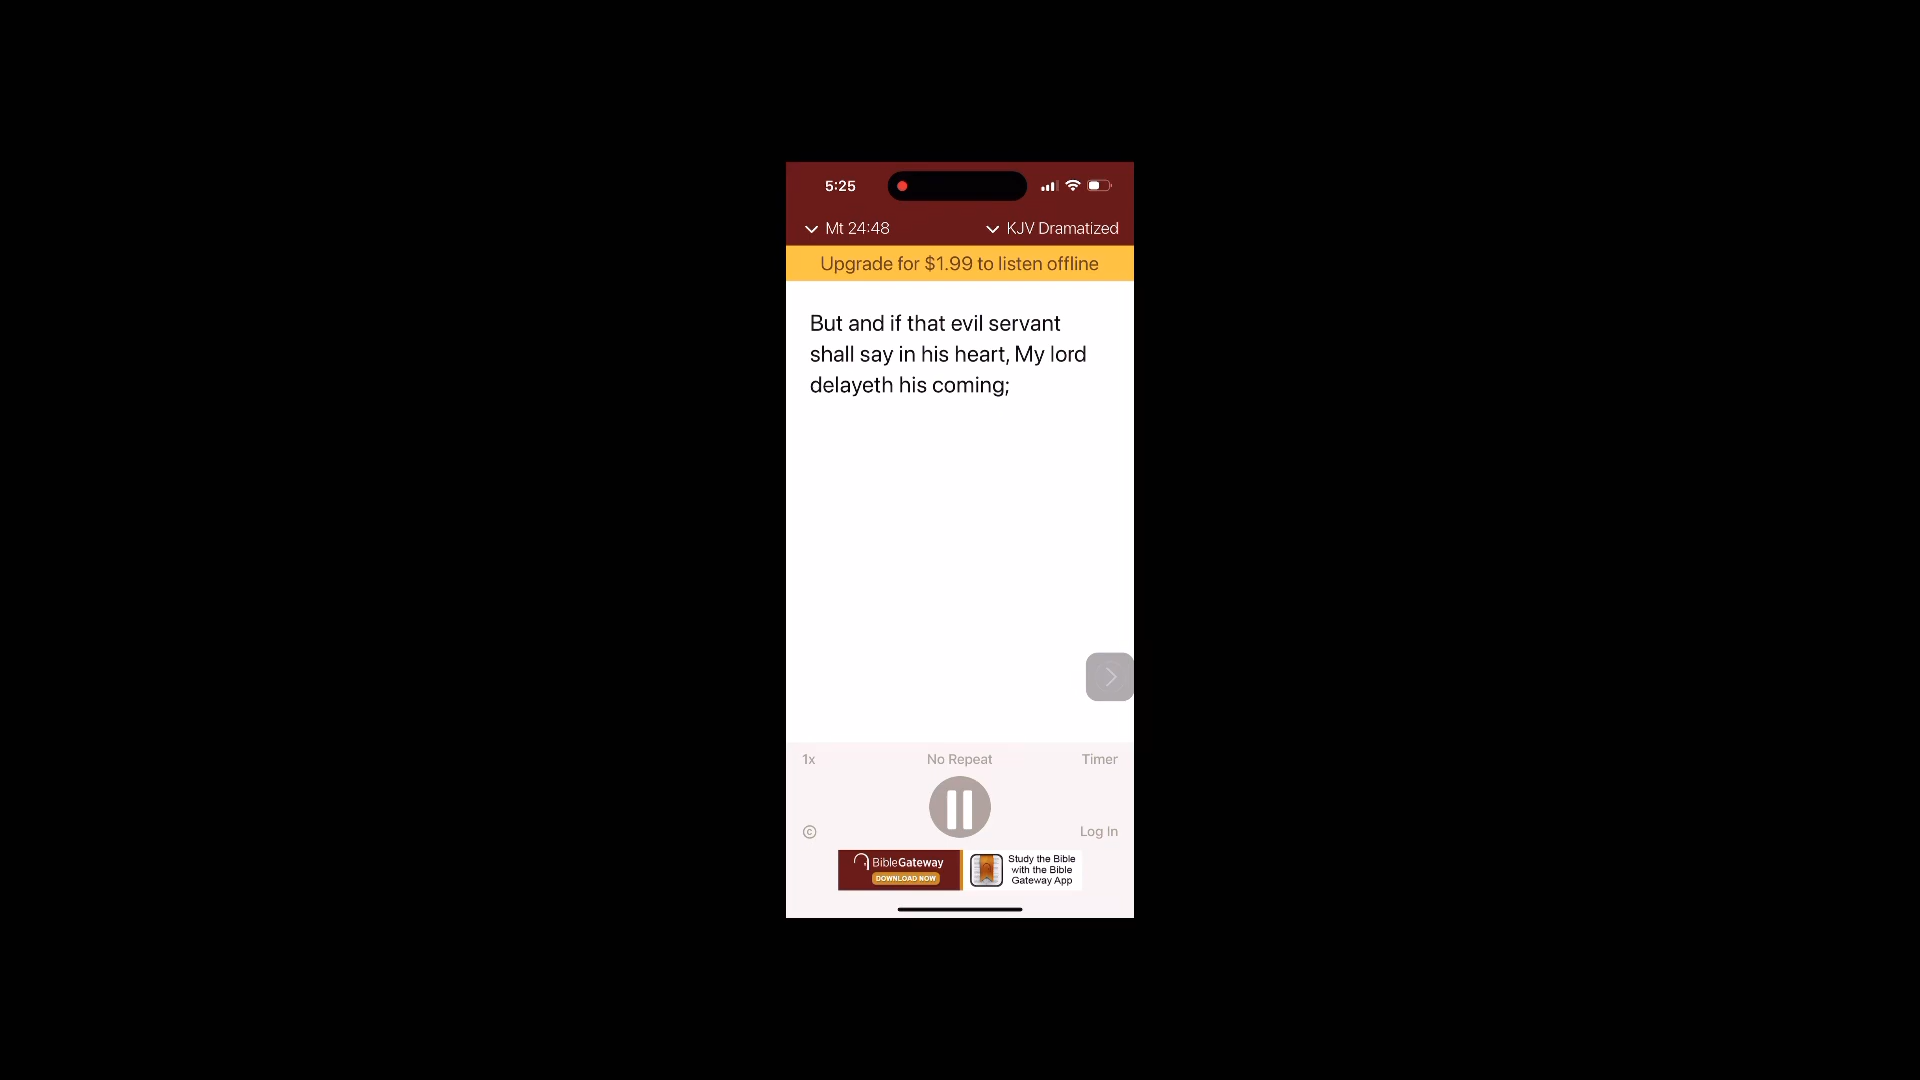 5:25
Mt 24:48
KJV Dramatized
Upgrade for $1.99 to listen offline
But and if that evil servant
shall say in his heart, My lord
delayeth his coming;
1x
No Repeat
Timer
©
Log In
BibleGateway
DOWNLOAD NOW
Study the Bible
with the Bible
Gateway App